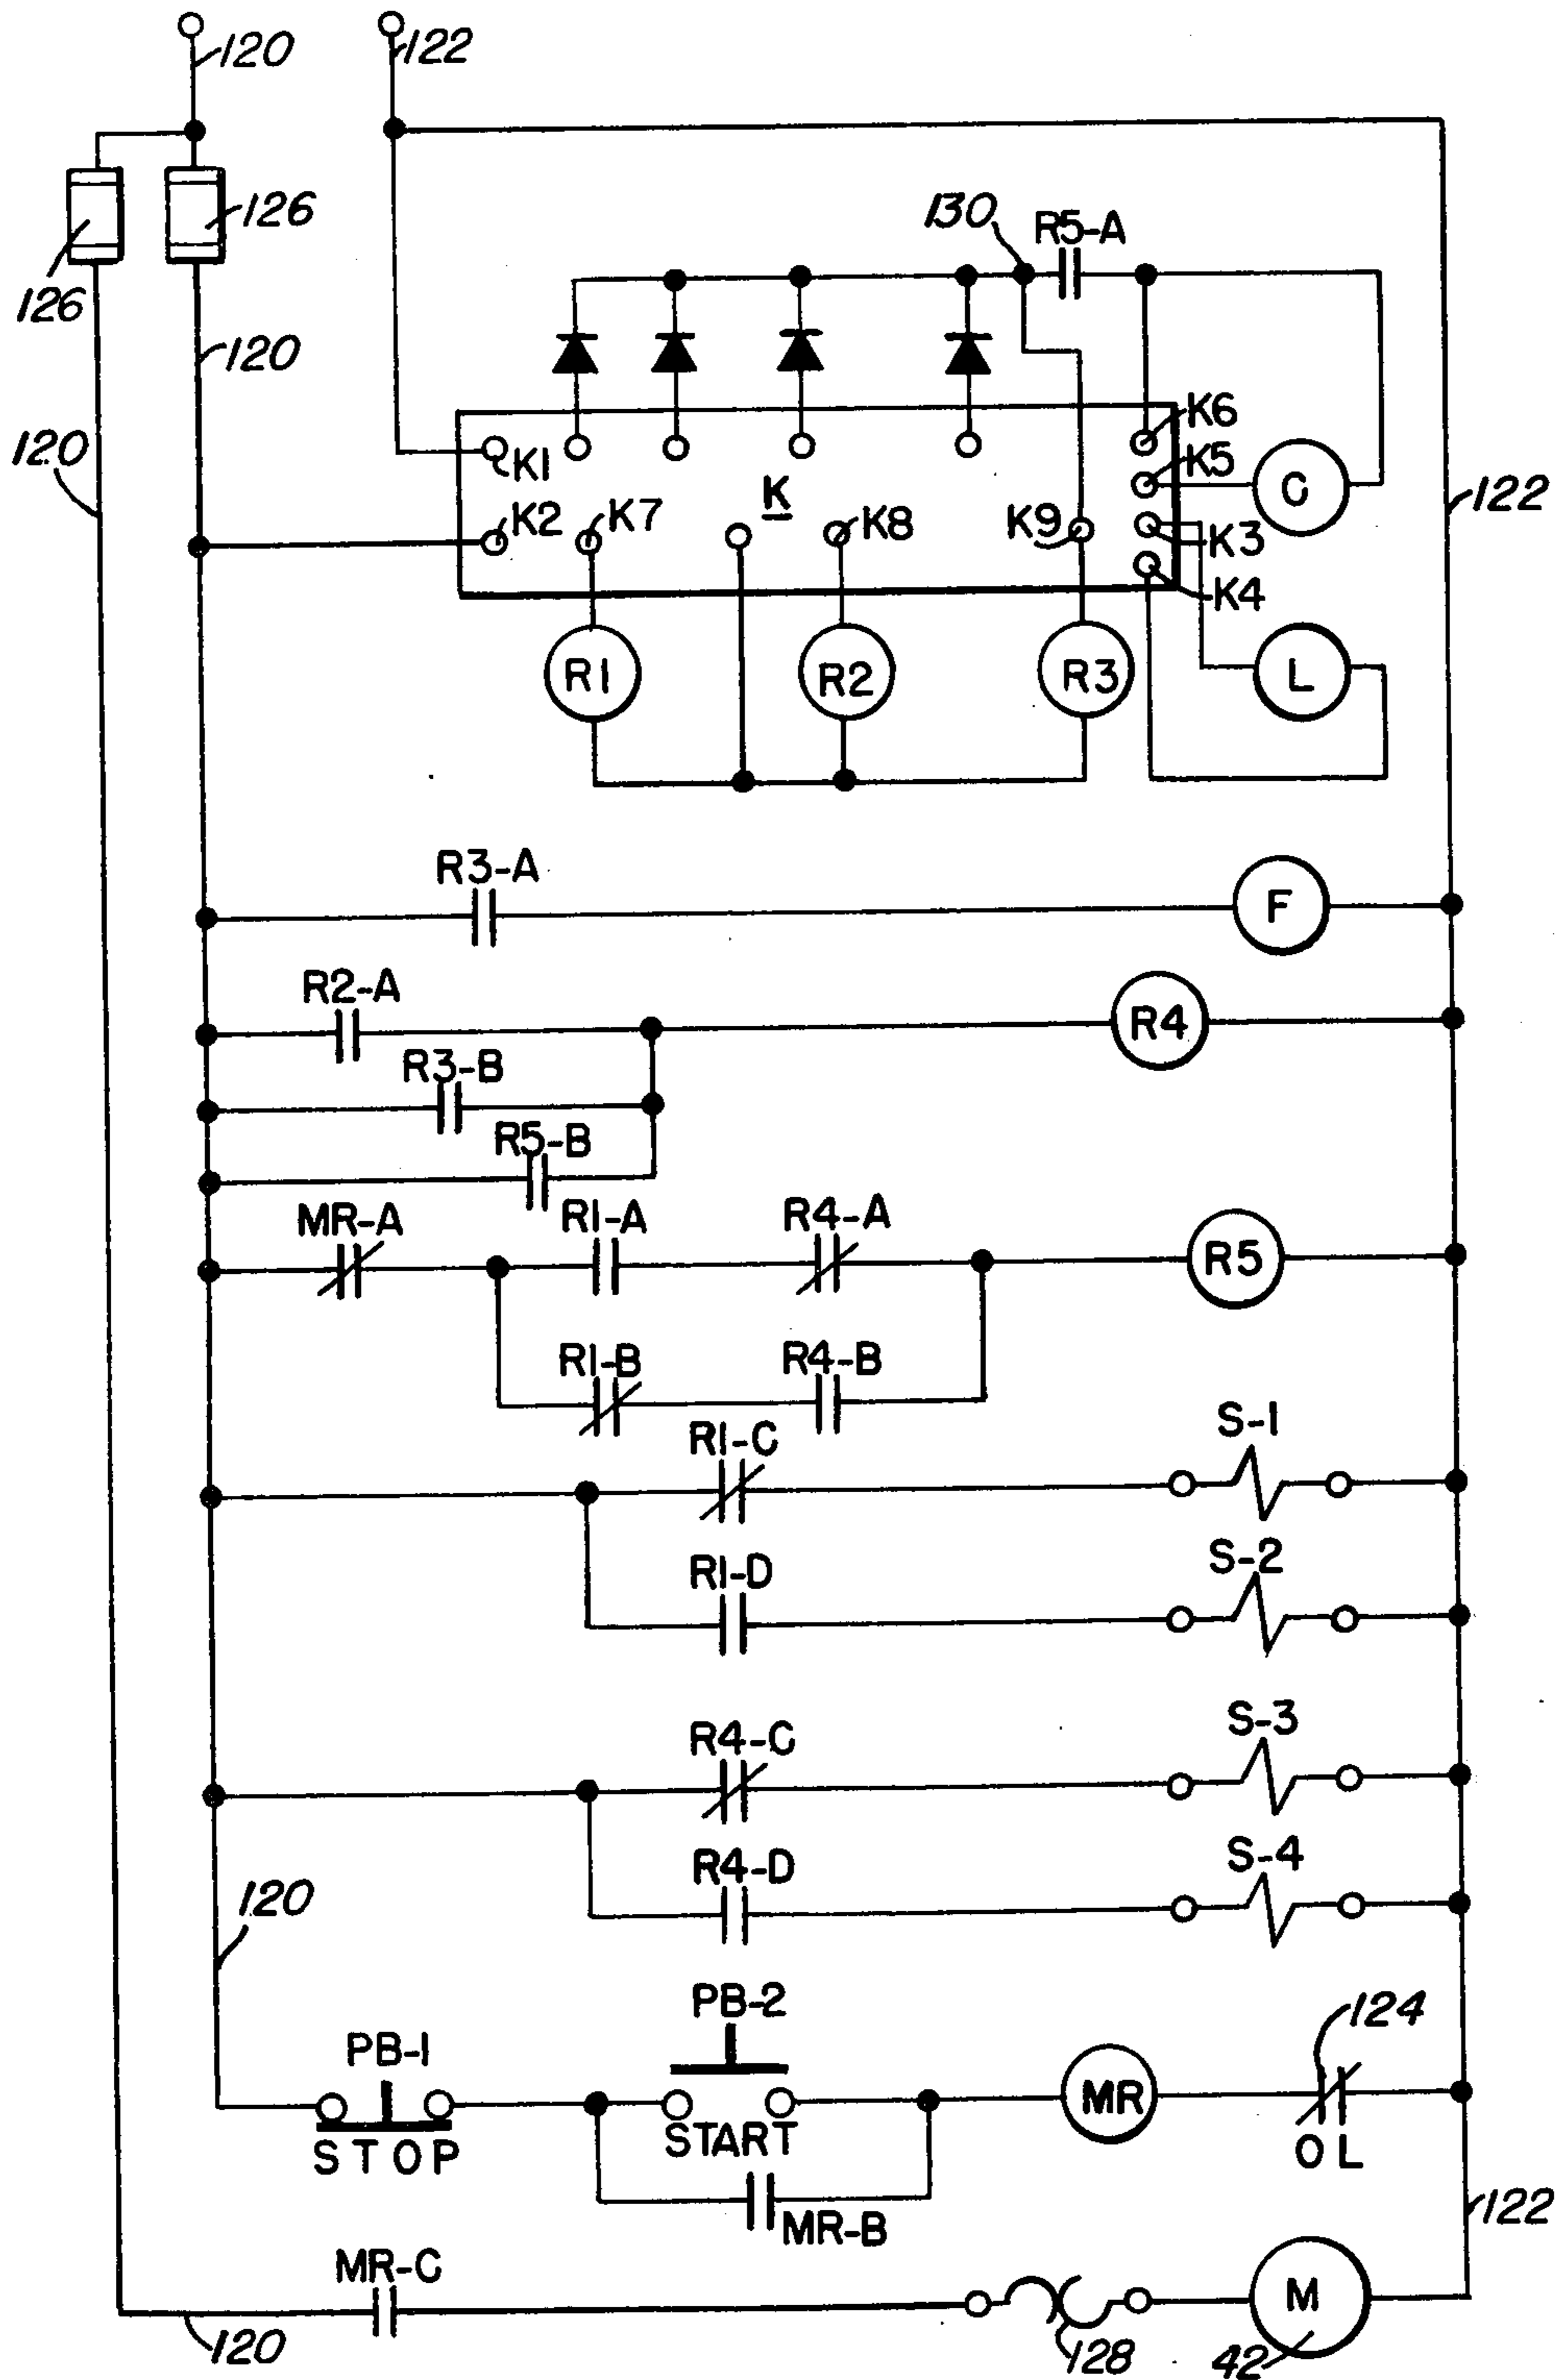 120
122
126
126
130
R5-A
120
120
K6
K1
K5
C
122
K
K2
K7
K8
K9
K3
K4
R1
R2
R3
L
R3-A
F
R2-A
R4
R3-B
R5-B
MR-A
R1-A
R4-A
R5
R1-B
R4-B
R1-C
S-1
R1-D
S-2
R4-C
S-3
R4-D
S-4
120
PB-2
124
PB-1
MR
STOP
START
OL
MR-B
122
MR-C
M
120
128
42